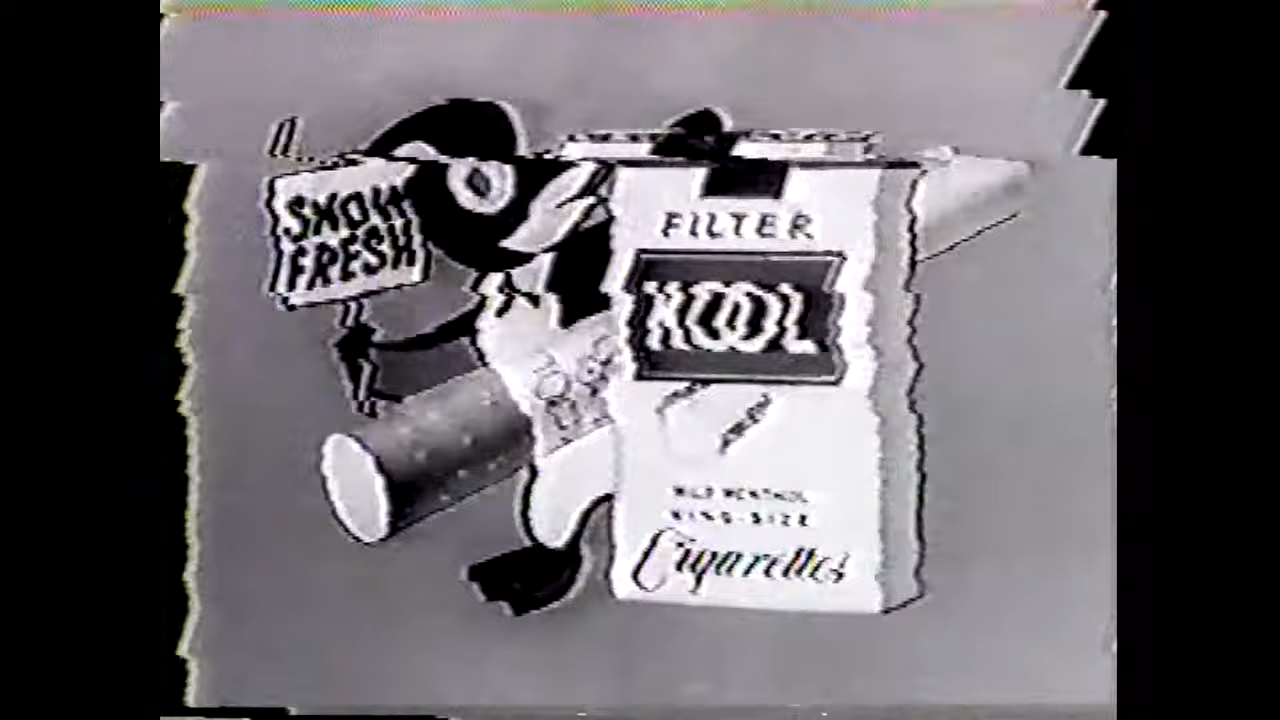 SNOW
FRESH
FILTER
KOOL
MILD MENTHOL
KING-SIZE
Cigarettes